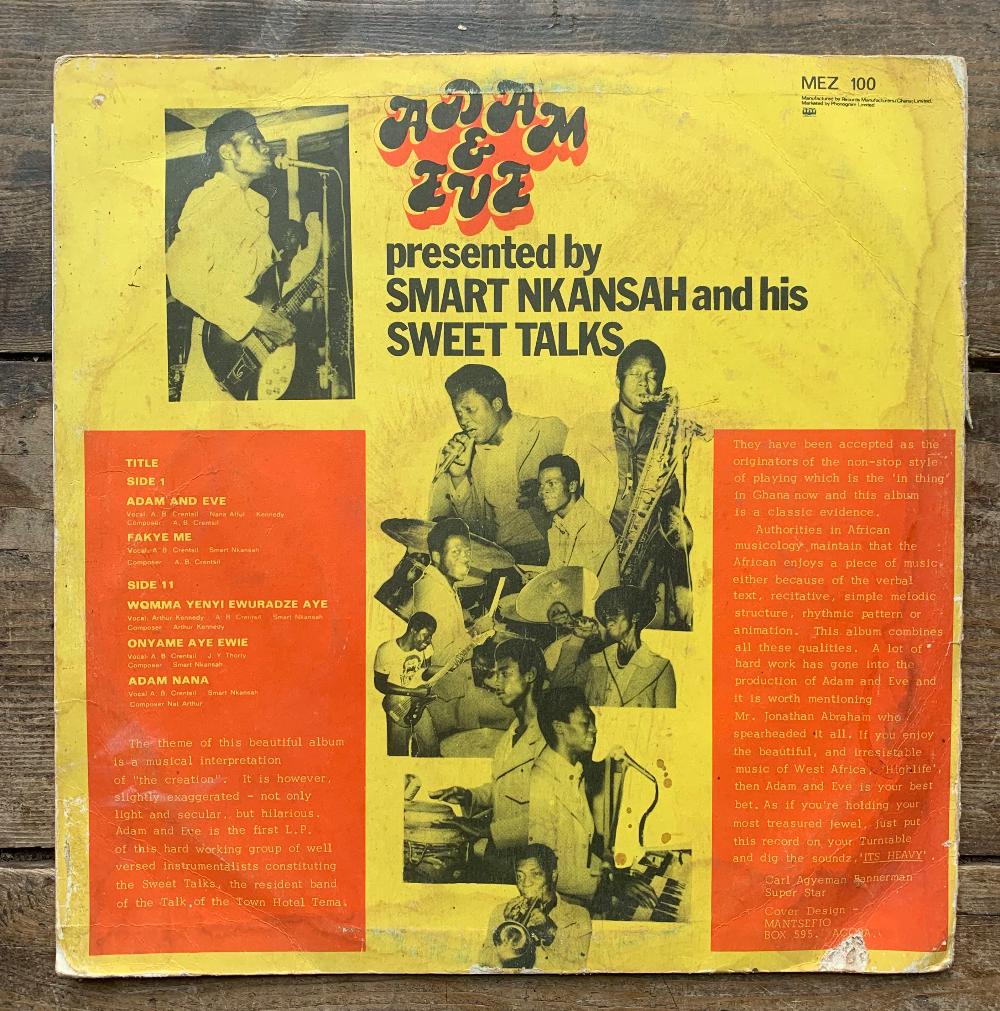 MEZ 100
Manufactured by Records Manufacturers (Ghana) Limited.
Marketed by Phonogram Limited
ADAM
&
EVE
presented by
SMART NKANSAH and his
SWEET TALKS
TITLE
SIDE 1
ADAM AND EVE
Vocal: A. B. Crentsil Nana Kennedy
Composer: A. B. Crentsil
FAKYE ME
Vocal: A. B. Crentsil Smart Nkansah
Composer A. B. Crentsil
SIDE 11
WOMMA YENYI EWURADZE AYE
Vocal: Arthur Kennedy A. B. Crentsil Smart Nkansah
Composer Arthur Kennedy
ONYAME AYE EWIE
Vocal: A. B. Crentsil J. Y. Thorty
Composer Smart Nkansah
ADAM NANA
Vocal A. B. Crentsil Smart Nkansah
Composer Nat Arthur
The theme of this beautiful album
is a musical interpretation
of "the creation". It is however,
slightly exaggerated - not only
light and secular, but hilarious.
Adam and Eve is the first L.P.
of this hard working group of well
versed instrumentalists constituting
the Sweet Talks, the resident band
of the Talk of the Town Hotel Tema.
They have been accepted as the
originators of the non-stop style
of playing which is the 'in thing'
in Ghana now and this album
is a classic evidence.
Authorities in African
musicology maintain that the
African enjoys a piece of music,
either because of the verbal
text, recitative, simple melodic
structure, rhythmic pattern or
animation. This album combines
all these qualities. A lot of
hard work has gone into the
production of Adam and Eve and
it is worth mentioning
Mr. Jonathan Abraham who
spearheaded it all. If you enjoy
the beautiful, and irresistable
music of West Africa, 'Highlife',
then Adam and Eve is your best
bet. As if you're holding your
most treasured jewel, just put
this record on your Turntable
and dig the soundz, 'ITS HEAVY'
Carl Agyeman Bannerman
Super Star
Cover Design -
MANTSEFIO
BOX 595. ACCRA.